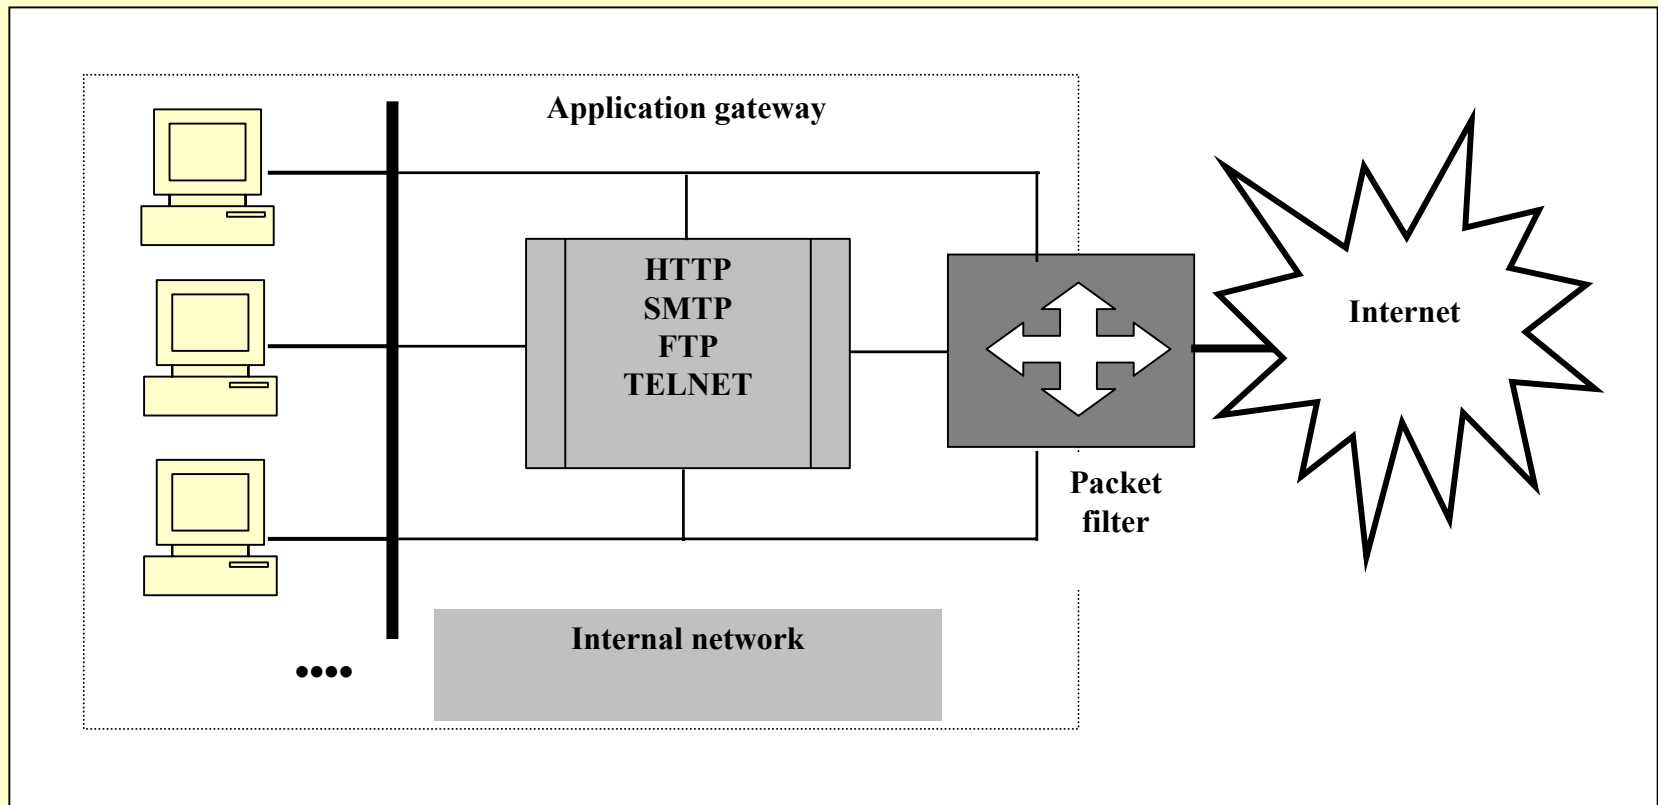 Application gateway
HTTP
SMTP
FTP
TELNET
Internet
Packet
filter
Internal network